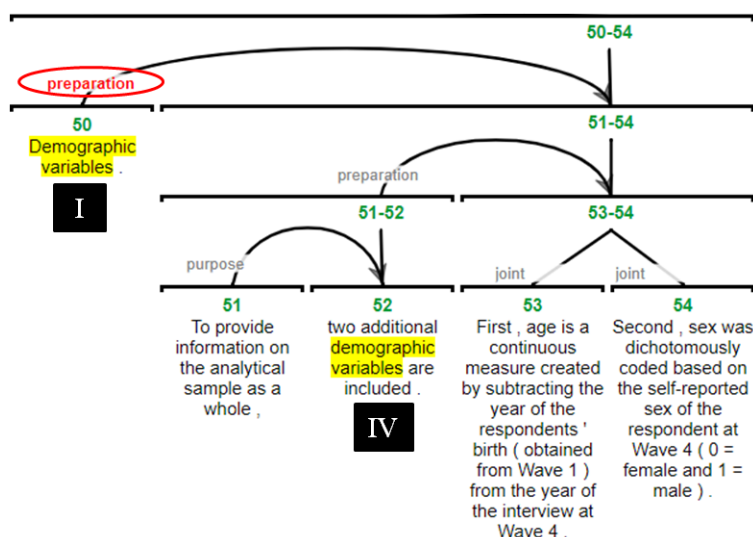 50-54
preparation
50
Demographic
variables .
I
51-54
preparation
51-52
53-54
purpose
joint
joint
51
To provide
information on
the analytical
sample as a
whole ,
52
two additional
demographic
variables are
included .
IV
53
First , age is a
continuous
measure created
by subtracting the
year of the
respondents '
birth ( obtained
from Wave 1 )
from the year of
the interview at
Wave 4 .
54
Second , sex was
dichotomously
coded based on
the self-reported
sex of the
respondent at
Wave 4 ( 0 =
female and 1 =
male ) .